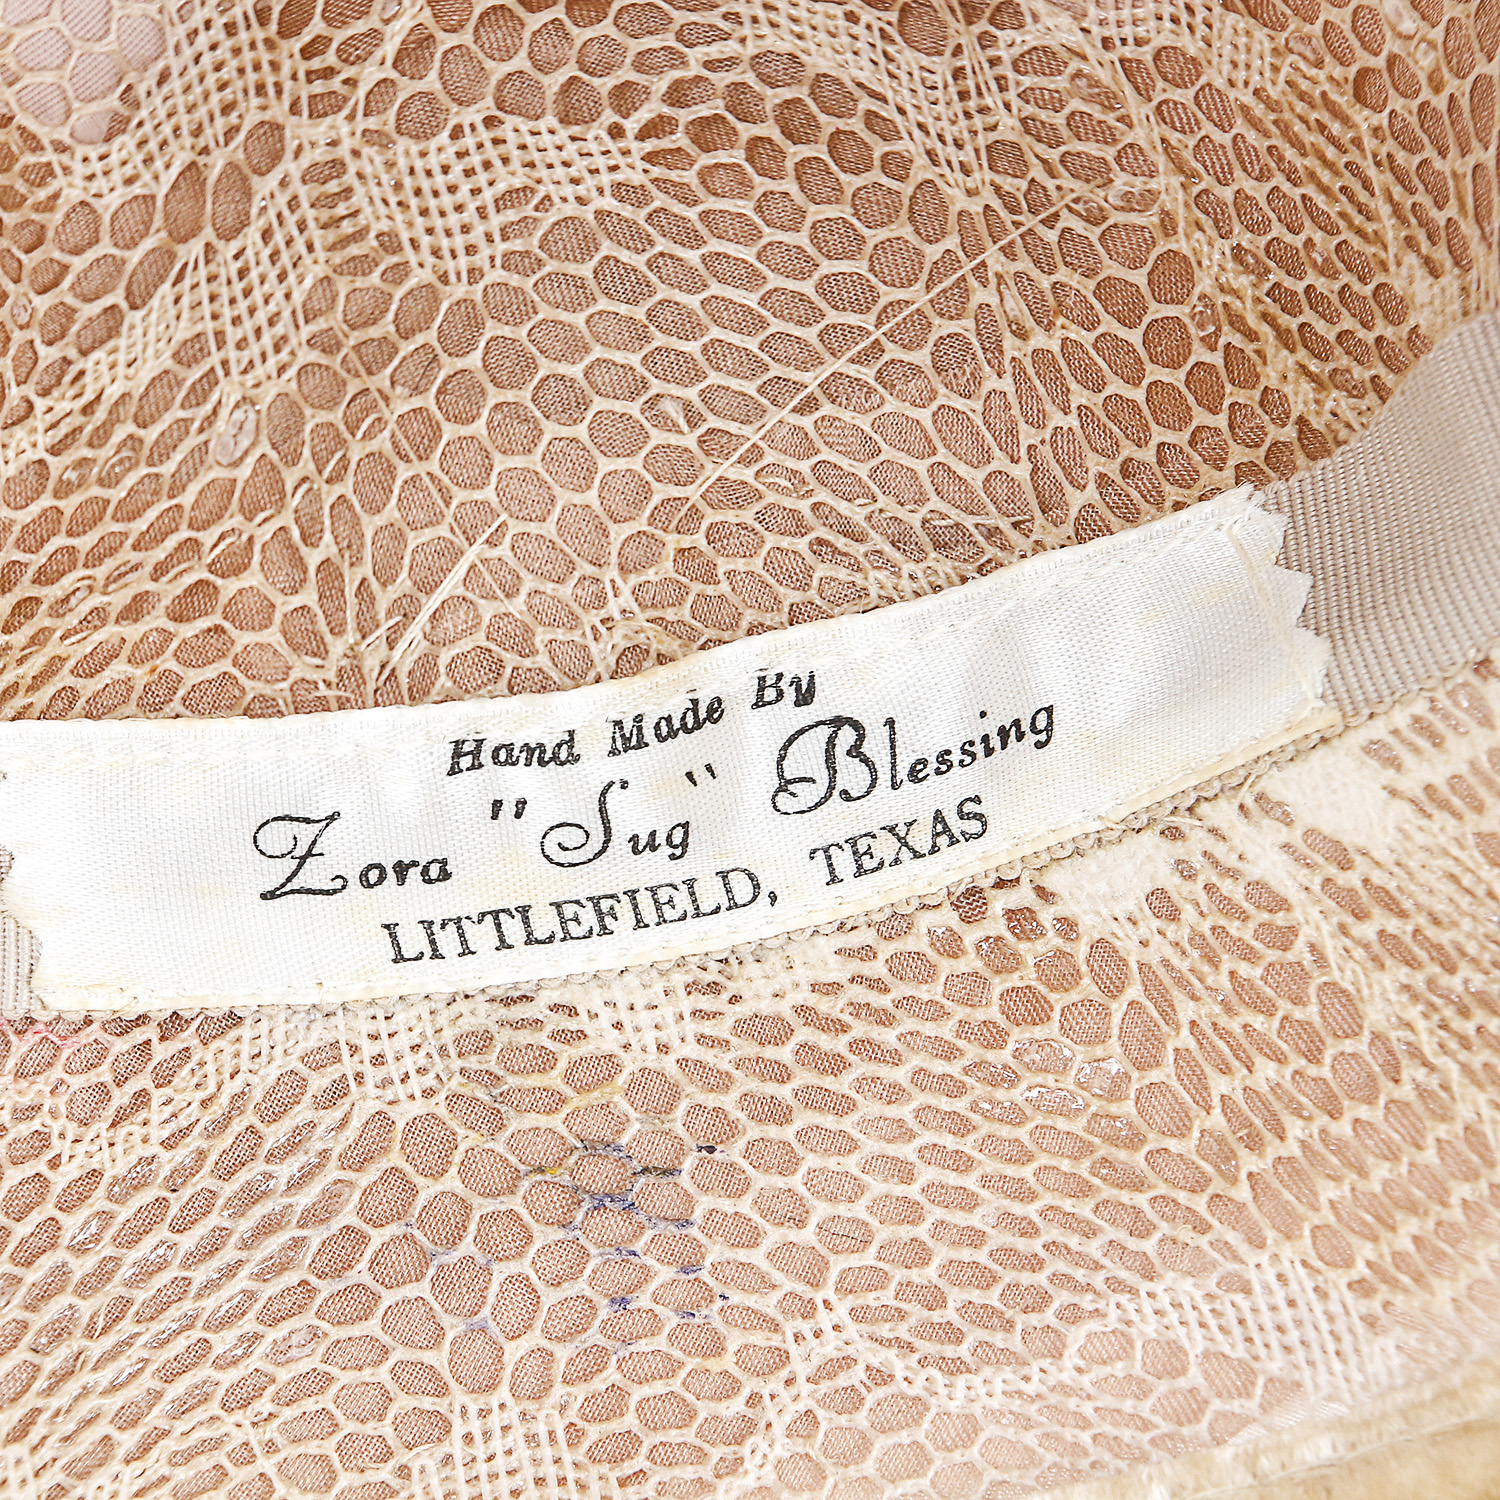 Hand Made By
Zora "Sug" Blessing
LITTLEFIELD, TEXAS